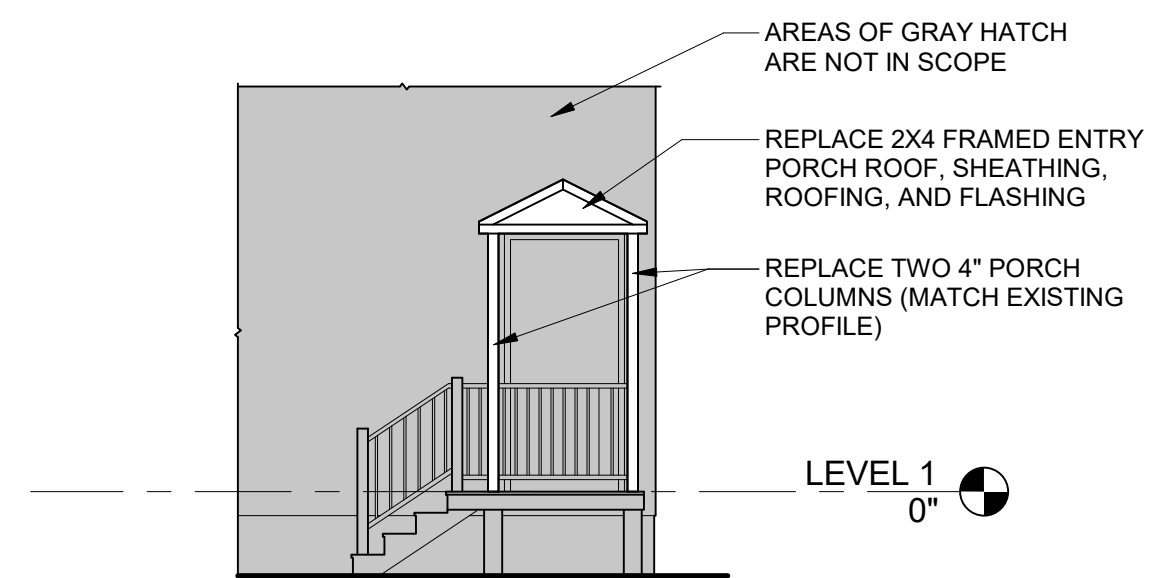 AREAS OF GRAY HATCH
ARE NOT IN SCOPE
REPLACE 2X4 FRAMED ENTRY
PORCH ROOF, SHEATHING,
ROOFING, AND FLASHING
REPLACE TWO 4" PORCH
COLUMNS (MATCH EXISTING
PROFILE)
LEVEL 1
0"